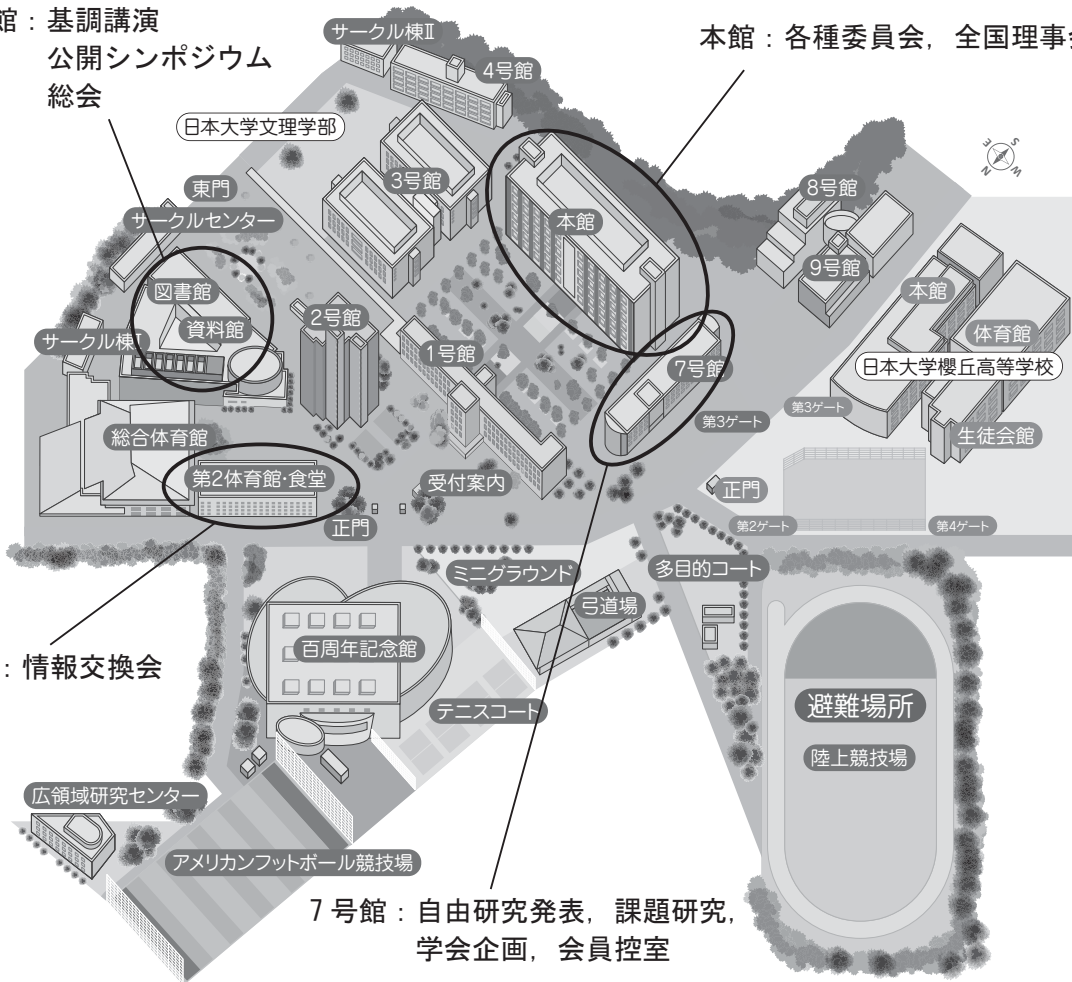 館：基調講演
公開シンポジウム
総会
本館：各種委員会，全国理事会
サークル棟Ⅱ
4号館
日本大学文理学部
3号館
東門
サークルセンター
本館
8号館
9号館
S
E
W
N
図書館
資料館
2号館
サークル棟Ⅰ
1号館
7号館
本館
体育館
日本大学櫻丘高等学校
第3ゲート
第3ゲート
生徒会館
総合体育館
第2体育館・食堂
受付案内
正門
正門
第2ゲート
第4ゲート
ミニグラウンド
多目的コート
弓道場
百周年記念館
：情報交換会
テニスコート
避難場所
陸上競技場
広領域研究センター
アメリカンフットボール競技場
7号館：自由研究発表，課題研究，
学会企画，会員控室